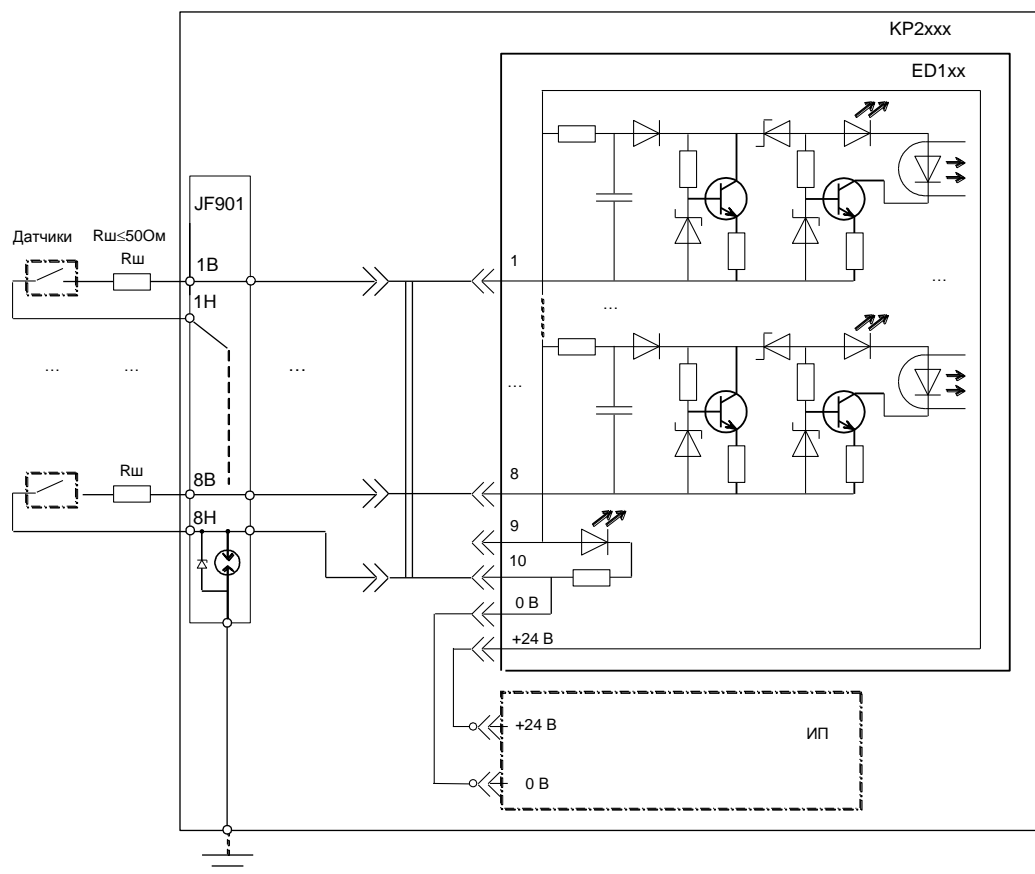 KP2xxx
ED1xx
JF901
Датчики
Rш≤50Ом
Rш
1В
1
1Н
...
...
...
...
...
...
Rш
8В
8
8Н
9
10
0 В
+24 В
+24 В
ИП
0 В